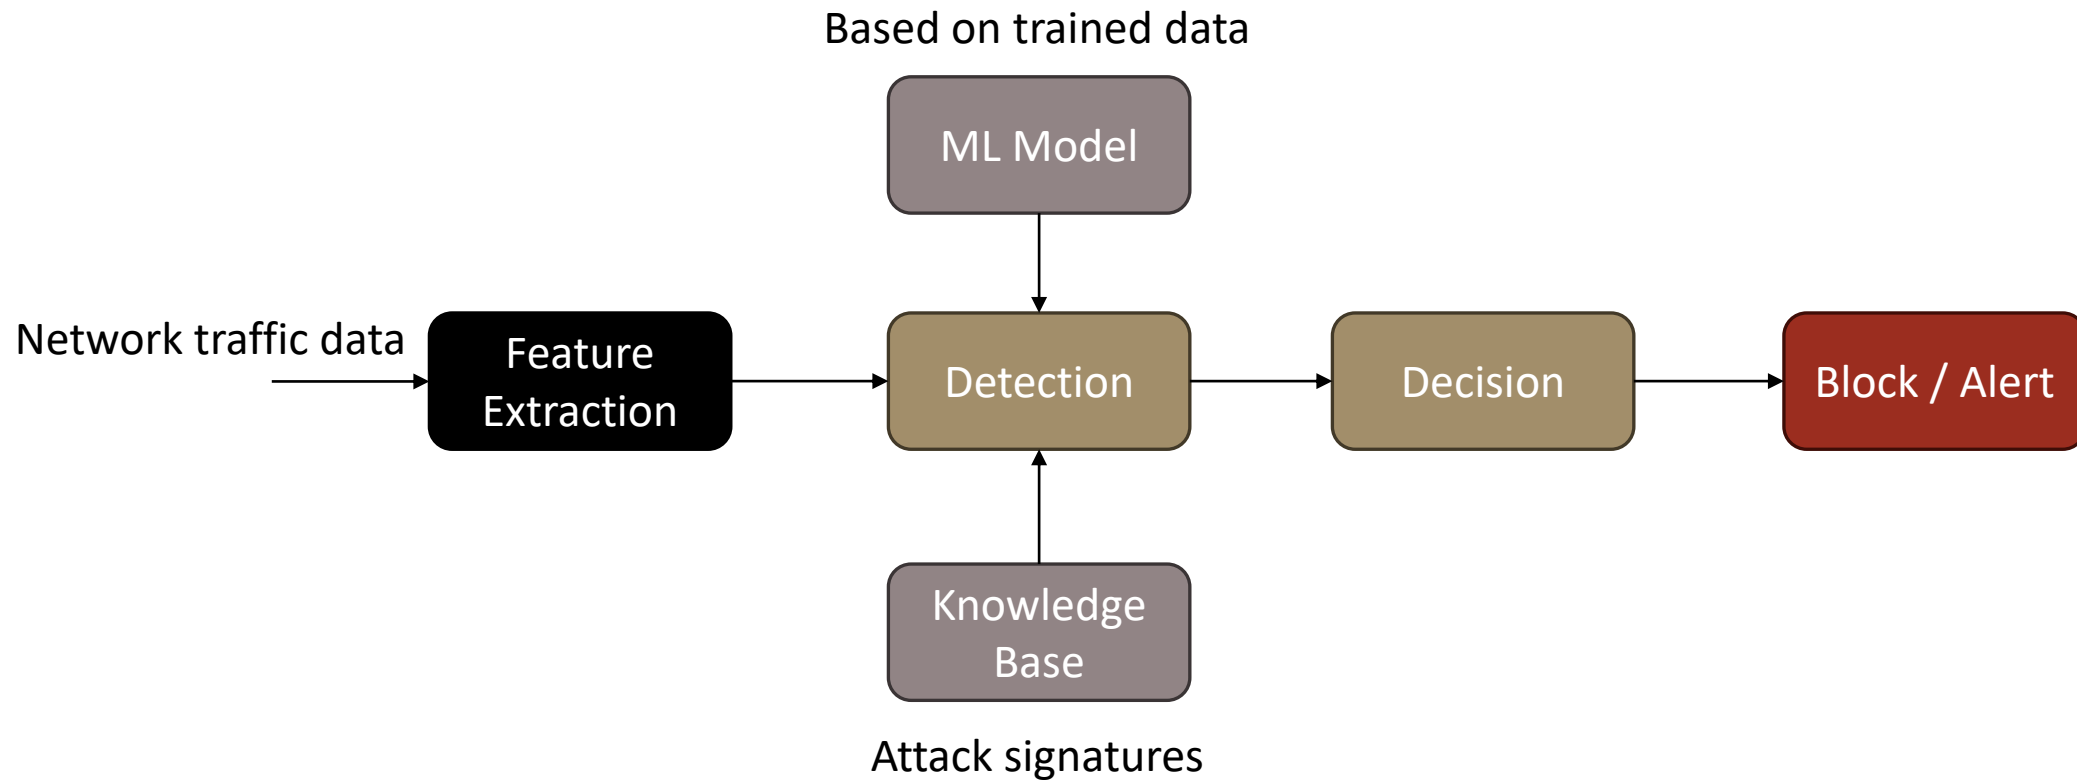 Based on trained data
ML Model
Network traffic data
Feature
Extraction
Detection
Decision
Block / Alert
Knowledge
Base
Attack signatures